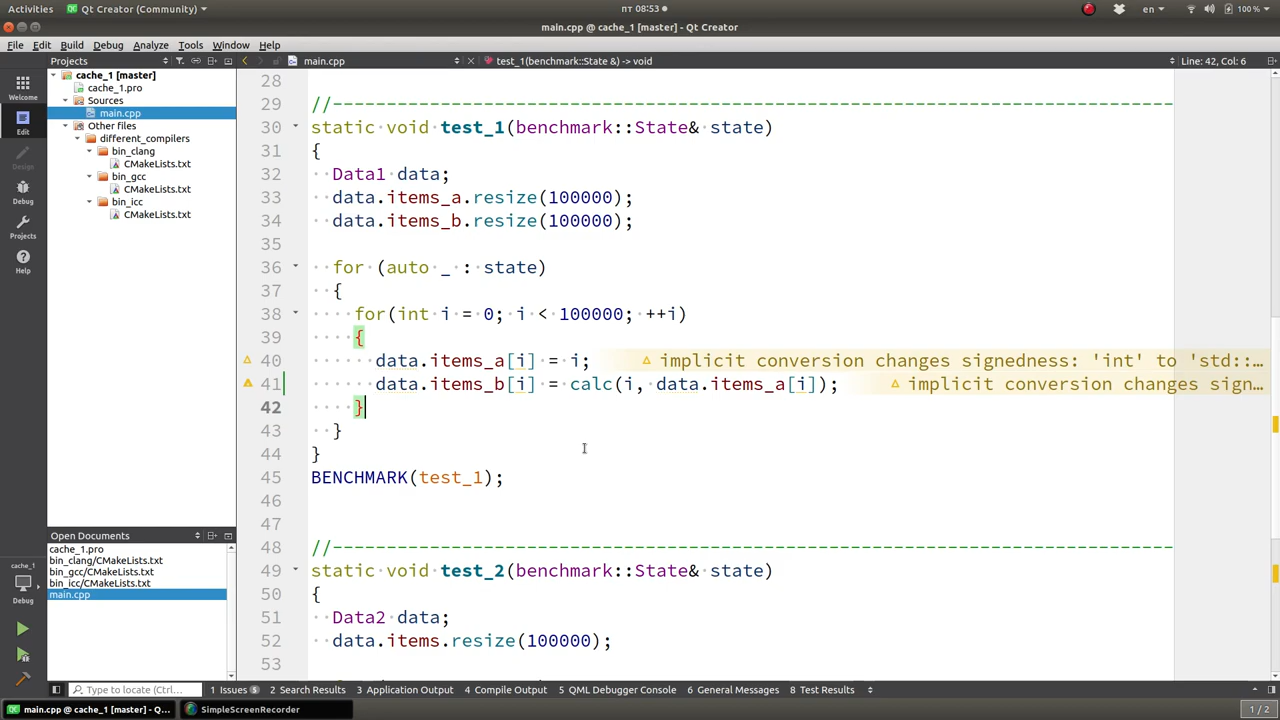 Activities Qt Creator (Community) пт 08:53 en 100 %
main.cpp @ cache_1 [master] - Qt Creator
File Edit Build Debug Analyze Tools Window Help
Projects main.cpp test_1(benchmark::State &) -> void Line: 42, Col: 6
cache_1 [master]
cache_1.pro
Sources
main.cpp
Other files
different_compilers
bin_clang
CMakeLists.txt
bin_gcc
CMakeLists.txt
bin_icc
CMakeLists.txt
Welcome
Edit
Design
Debug
Projects
Help
28
29 //------------------------------------------------------------------------------
30 static void test_1(benchmark::State& state)
31 {
32 Data1 data;
33 data.items_a.resize(100000);
34 data.items_b.resize(100000);
35
36 for (auto _ : state)
37 {
38 for(int i = 0; i < 100000; ++i)
39 {
40 data.items_a[i] = i; implicit conversion changes signedness: 'int' to 'std::…
41 data.items_b[i] = calc(i, data.items_a[i]); implicit conversion changes sign…
42 }
43 }
44 }
45 BENCHMARK(test_1);
46
47
48 //------------------------------------------------------------------------------
49 static void test_2(benchmark::State& state)
50 {
51 Data2 data;
52 data.items.resize(100000);
53
Open Documents
cache_1.pro
bin_clang/CMakeLists.txt
bin_gcc/CMakeLists.txt
bin_icc/CMakeLists.txt
main.cpp
cache_1
Debug
Type to locate (Ctrl... 1 Issues 5 2 Search Results 3 Application Output 4 Compile Output 5 QML Debugger Console 6 General Messages 8 Test Results
main.cpp @ cache_1 [master] - Q... SimpleScreenRecorder 1 / 2